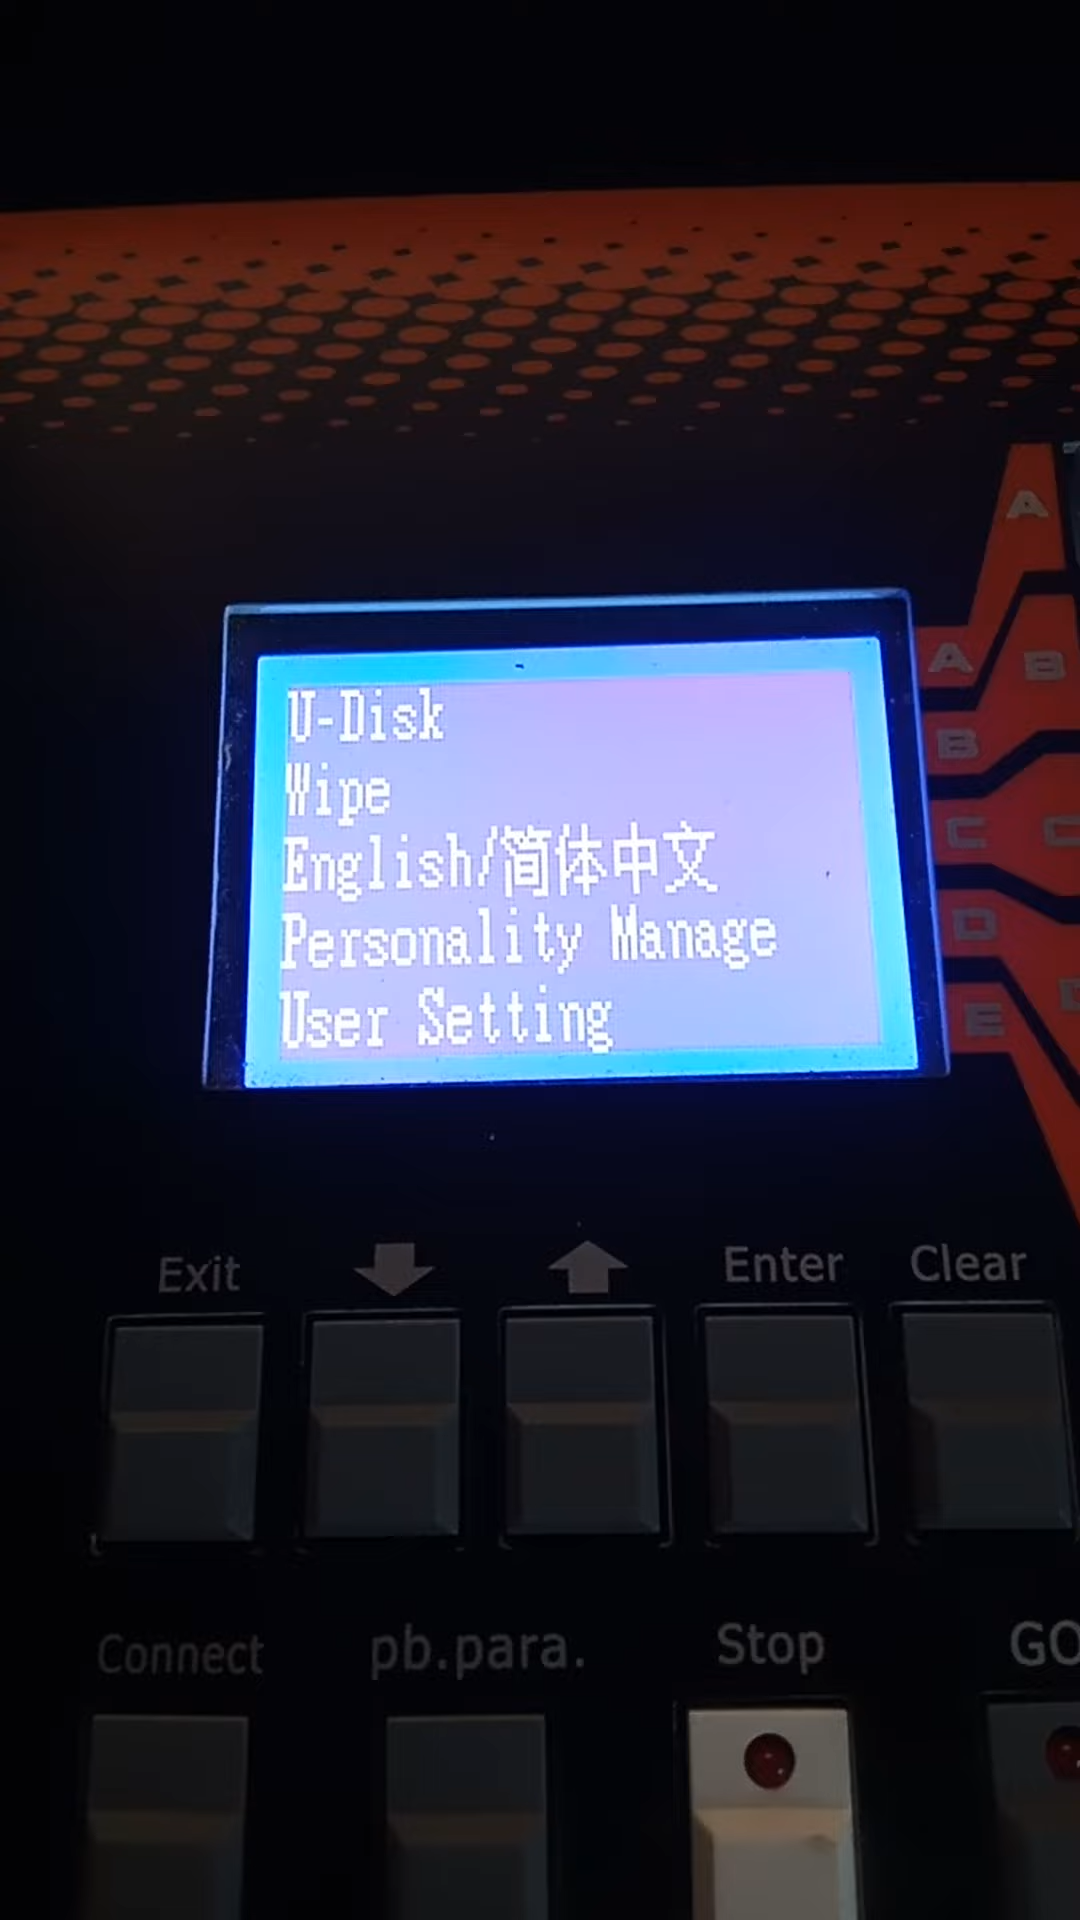 A
A
B
B
C
C
D
E
U-Disk
Wipe
English/简体中文
Personality Manage
User Setting
Exit
Enter
Clear
Connect
pb.para.
Stop
GO